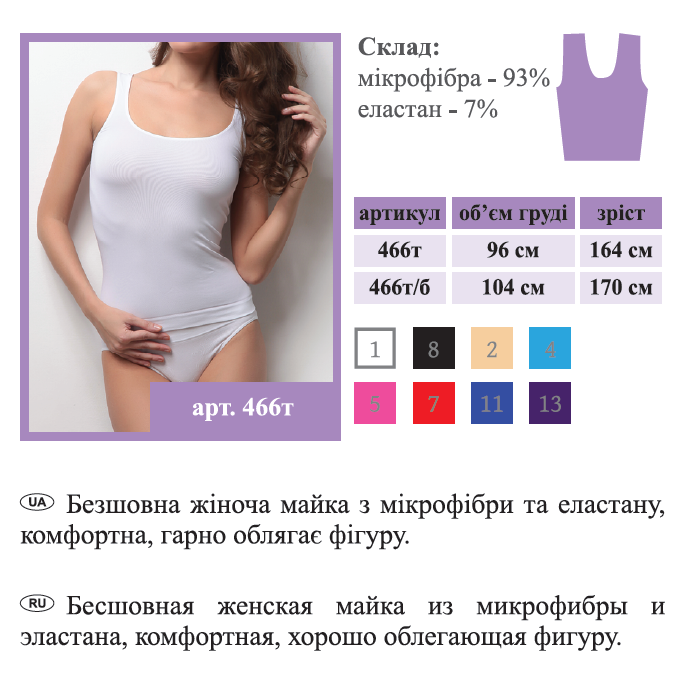 Склад:
мікрофібра - 93%
еластан - 7%
артикул об’єм груді зріст
466т 96 см 164 см
466т/б 104 см 170 см
1 8 2 4
5 7 11 13
арт. 466т
UA Безшовна жіноча майка з мікрофібри та еластану,
комфортна, гарно облягає фігуру.
RU Бесшовная женская майка из микрофибры и
эластана, комфортная, хорошо облегающая фигуру.